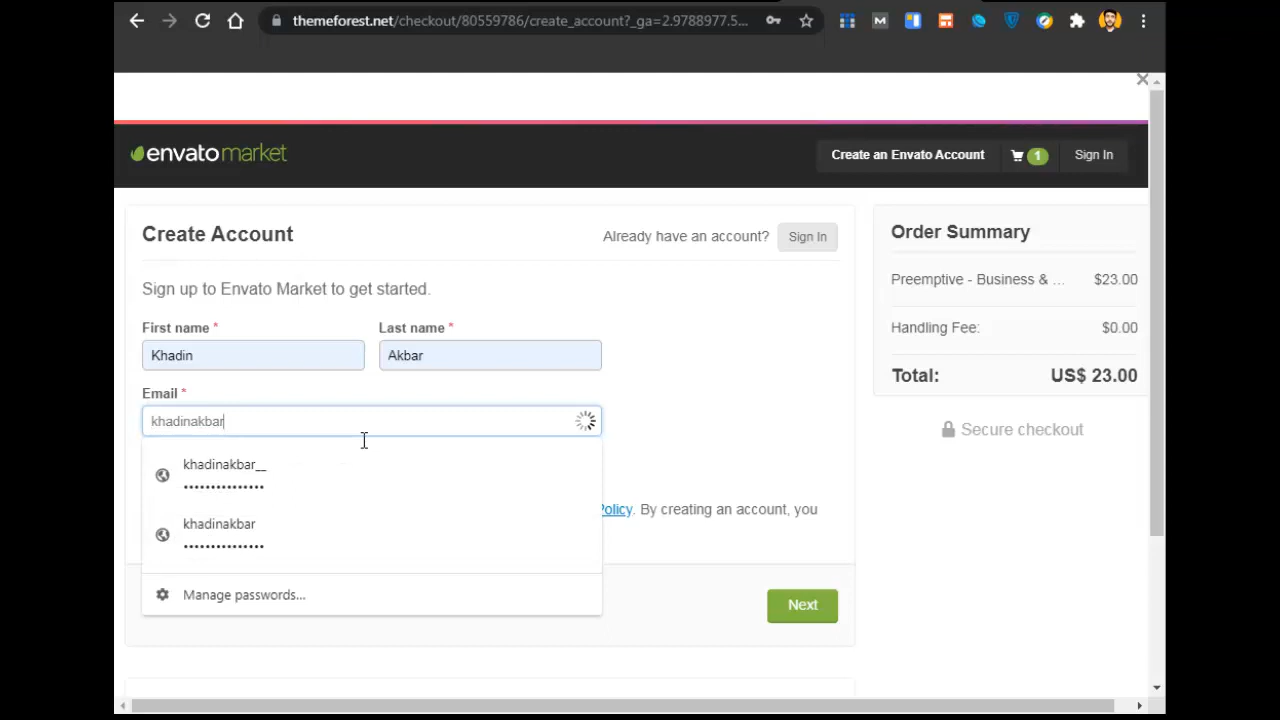 themeforest.net/checkout/80559786/create_account?_ga=2.9788977.5...
envatomarket
Create an Envato Account
1
Sign In
Create Account
Already have an account?
Sign In
Sign up to Envato Market to get started.
First name *
Last name *
Khadin
Akbar
Email *
khadinakbar
khadinakbar__
•••••••••••••••
khadinakbar
•••••••••••••••
Manage passwords...
Policy. By creating an account, you
Next
Order Summary
Preemptive - Business & ... $23.00
Handling Fee: $0.00
Total: US$ 23.00
Secure checkout